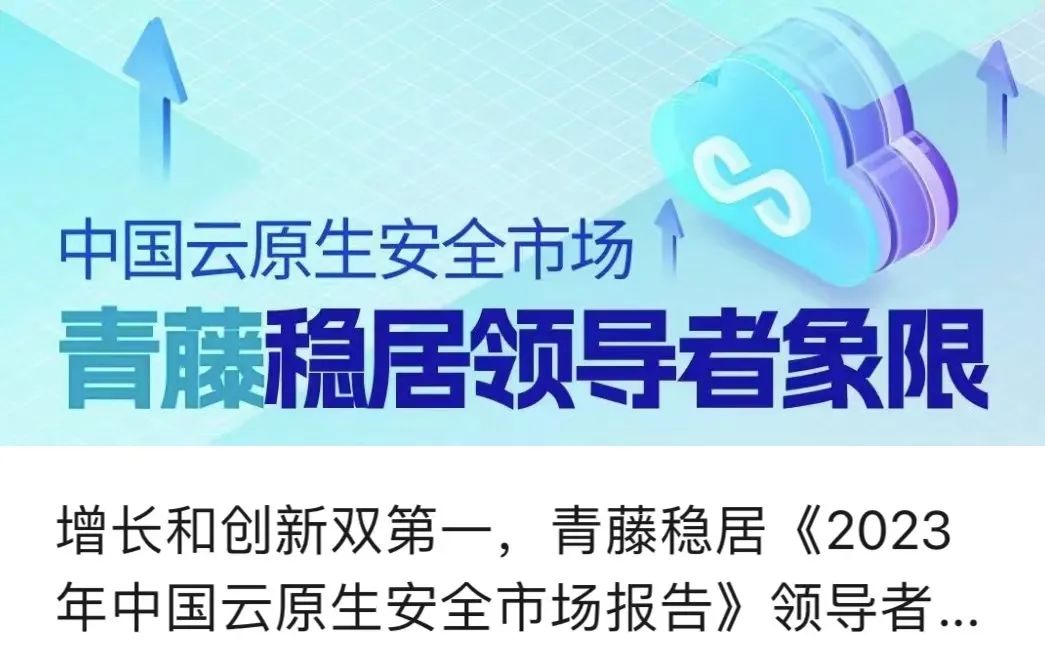 中国云原生安全市场
青藤稳居领导者象限
增长和创新双第一，青藤稳居《2023
年中国云原生安全市场报告》领导者...